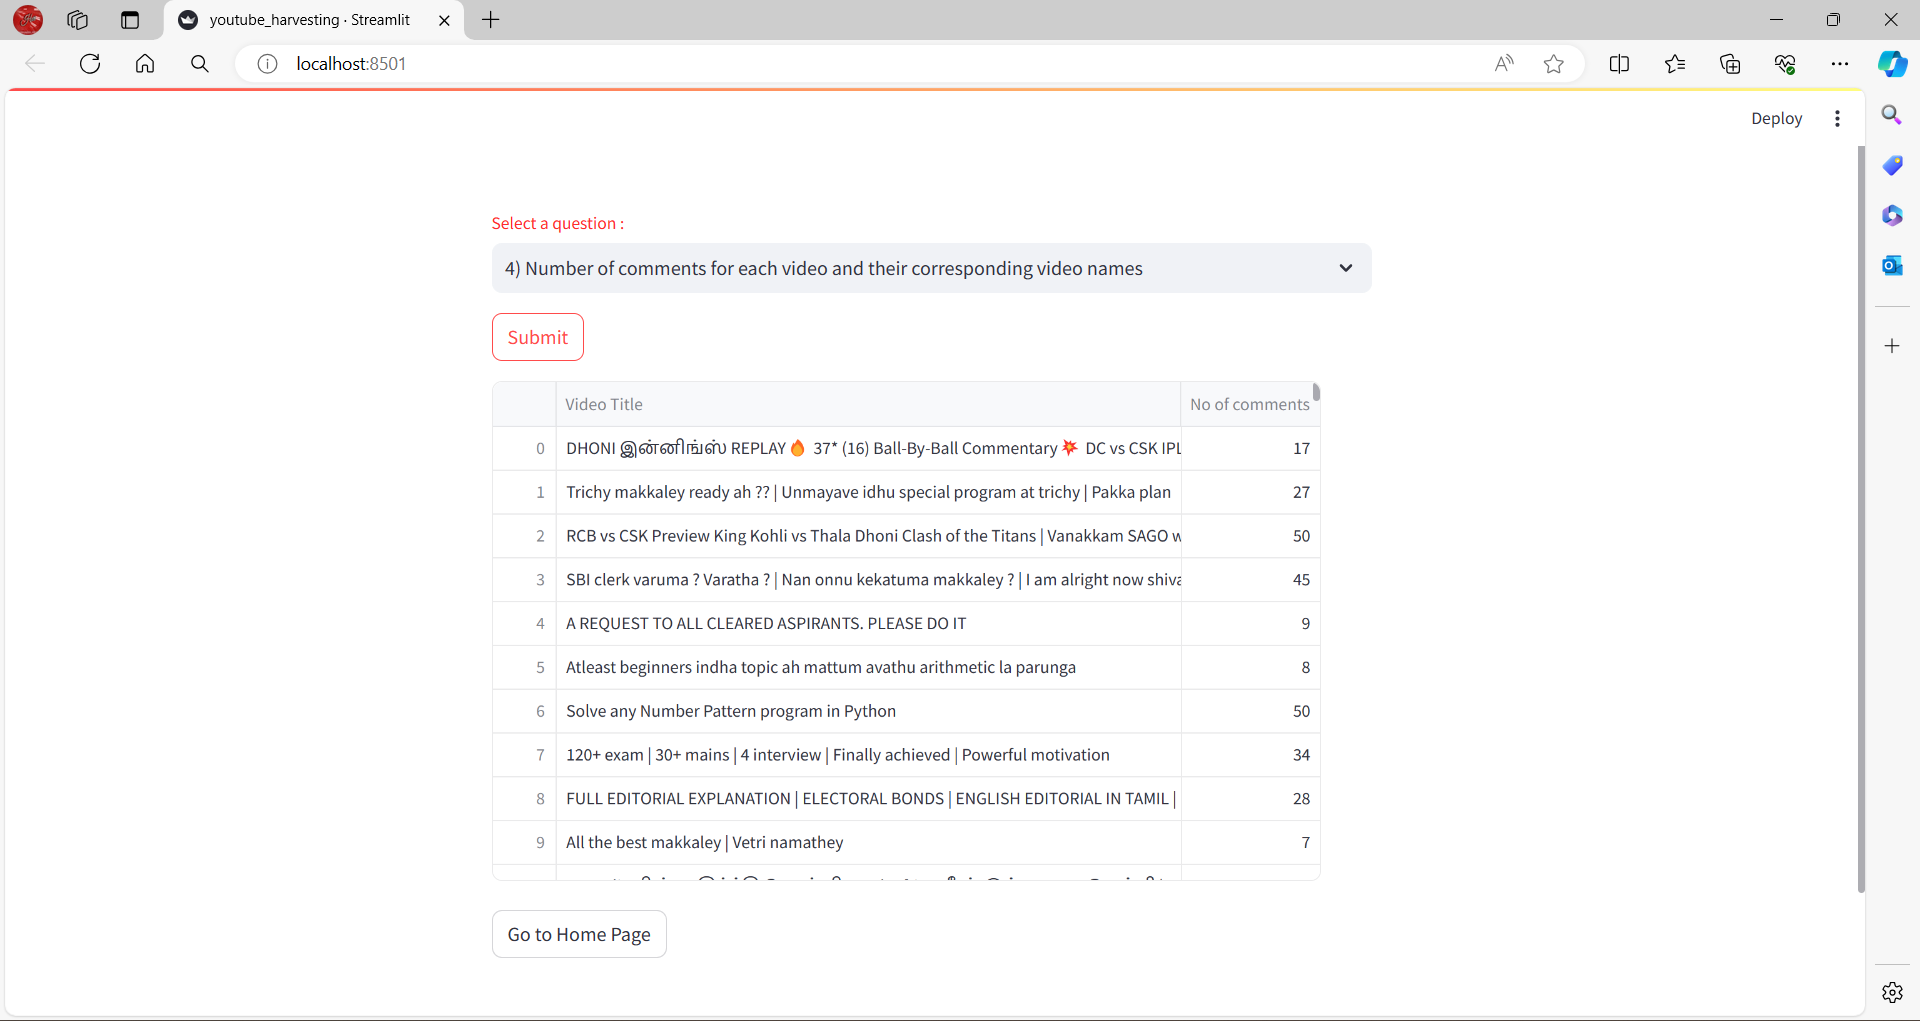 youtube_harvesting · Streamlit
localhost:8501
Deploy
Select a question :
4) Number of comments for each video and their corresponding video names
Submit
Video Title No of comments
0 DHONI இன்னிங்ஸ் REPLAY🔥 37* (16) Ball-By-Ball Commentary 💥 DC vs CSK IPL 17
1 Trichy makkaley ready ah ?? | Unmayave idhu special program at trichy | Pakka plan 27
2 RCB vs CSK Preview King Kohli vs Thala Dhoni Clash of the Titans | Vanakkam SAGO w 50
3 SBI clerk varuma ? Varatha ? | Nan onnu kekatuma makkaley ? | I am alright now shiva 45
4 A REQUEST TO ALL CLEARED ASPIRANTS. PLEASE DO IT 9
5 Atleast beginners indha topic ah mattum avathu arithmetic la parunga 8
6 Solve any Number Pattern program in Python 50
7 120+ exam | 30+ mains | 4 interview | Finally achieved | Powerful motivation 34
8 FULL EDITORIAL EXPLANATION | ELECTORAL BONDS | ENGLISH EDITORIAL IN TAMIL | 28
9 All the best makkaley | Vetri namathey 7
Go to Home Page